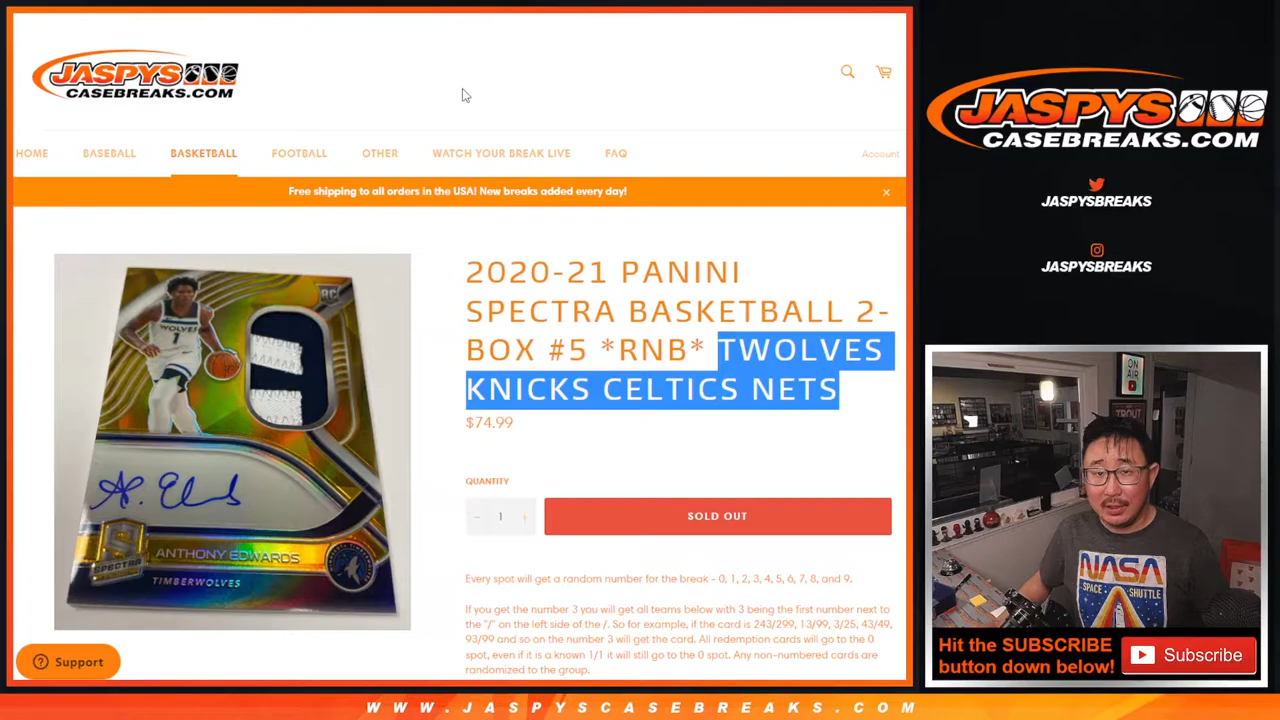 JASPYS
CASEBREAKS.COM
HOME BASEBALL BASKETBALL FOOTBALL OTHER WATCH YOUR BREAK LIVE FAQ Account
Free shipping to all orders in the USA! New breaks added every day! ×
WOLVES
1
RC
SPECTRA
ANTHONY EDWARDS
TIMBERWOLVES
2020-21 PANINI
SPECTRA BASKETBALL 2-
BOX #5 *RNB* TWOLVES
KNICKS CELTICS NETS
$74.99
QUANTITY
− 1 +
SOLD OUT
Every spot will get a random number for the break - 0, 1, 2, 3, 4, 5, 6, 7, 8, and 9.
If you get the number 3 you will get all teams below with 3 being the first number next to
the "/" on the left side of the /. So for example, if the card is 243/299, 13/99, 3/25, 43/49,
93/99 and so on the number 3 will get the card. All redemption cards will go to the 0
spot, even if it is a known 1/1 it will still go to the 0 spot. Any non-numbered cards are
randomized to the group.
? Support
JASPYS
CASEBREAKS.COM
JASPYSBREAKS
JASPYSBREAKS
ON AIR
TROUT
NASA
SPACE SHUTTLE
Hit the SUBSCRIBE
button down below!
Subscribe
WWW.JASPYSCASEBREAKS.COM